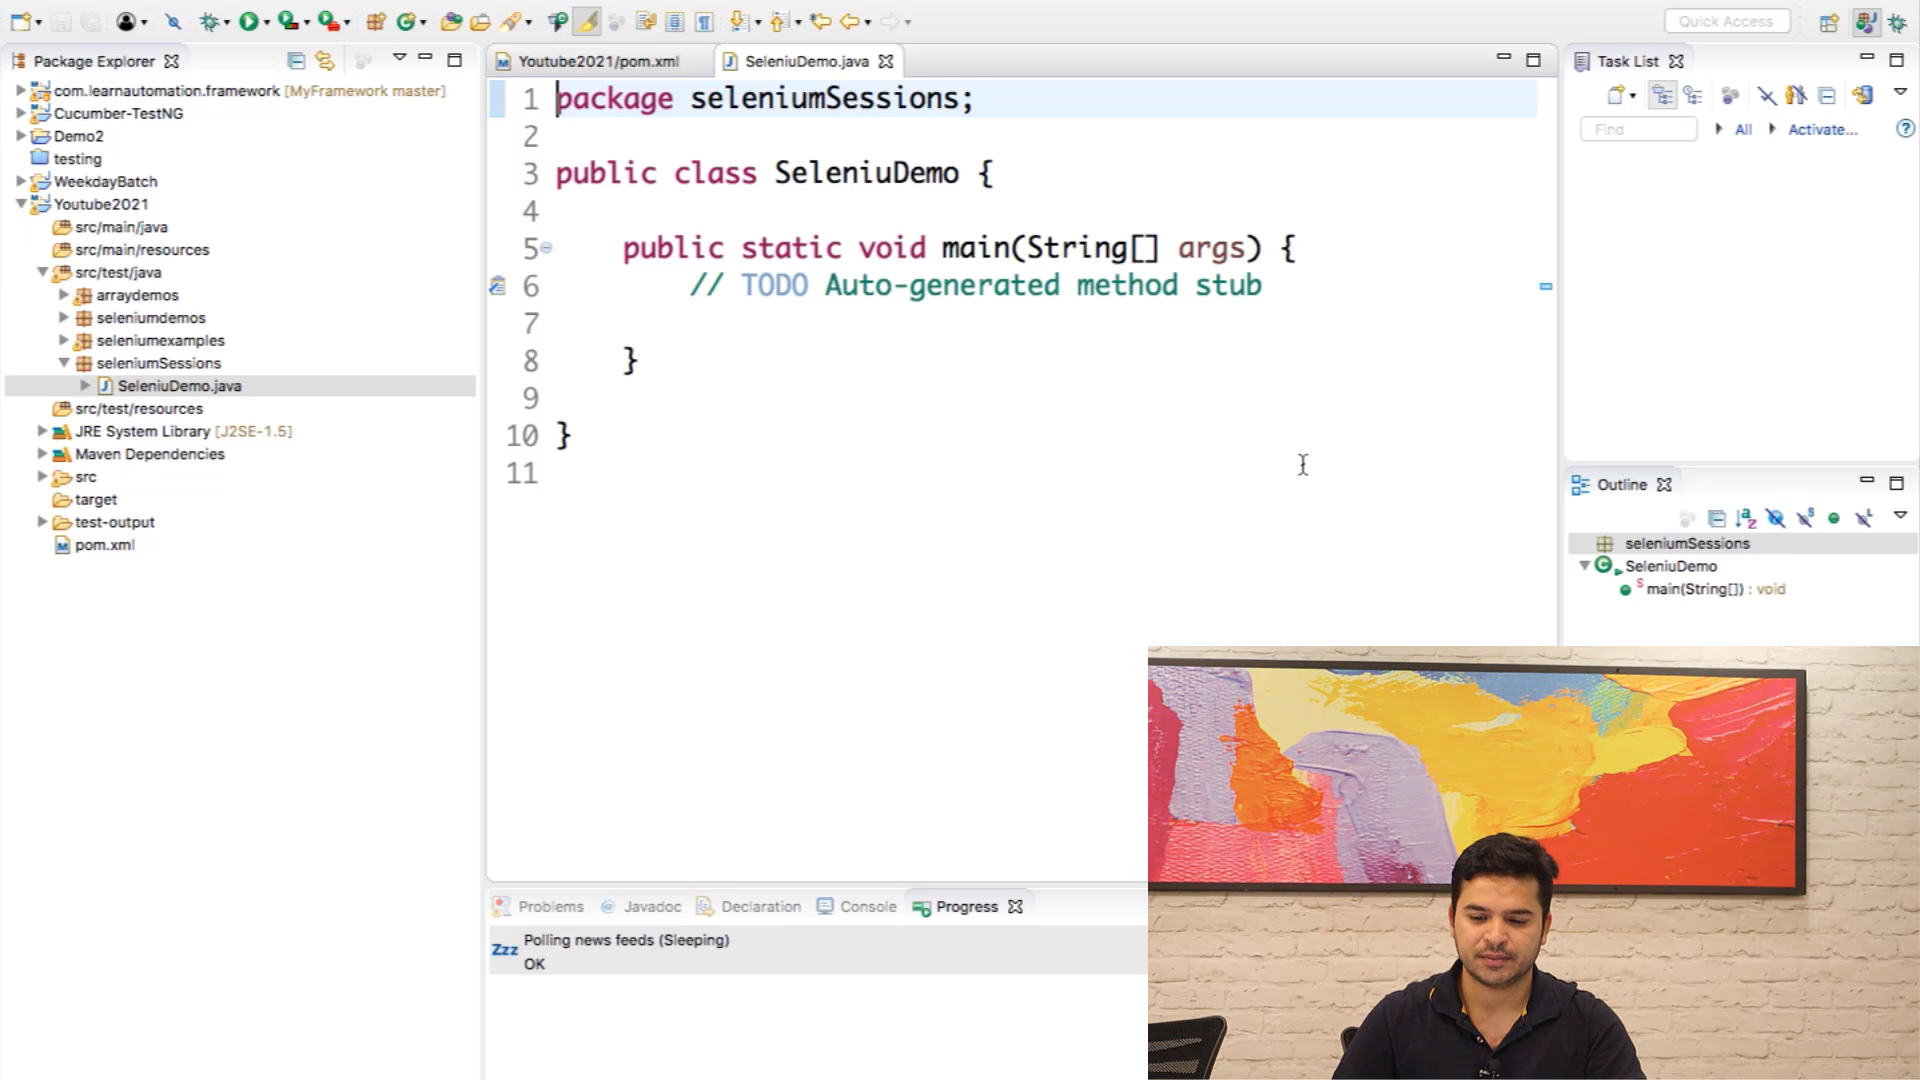 Quick Access
Package Explorer
com.learnautomation.framework [MyFramework master]
Cucumber-TestNG
Demo2
testing
WeekdayBatch
Youtube2021
src/main/java
src/main/resources
src/test/java
arraydemos
seleniumdemos
seleniumexamples
seleniumSessions
SeleniuDemo.java
src/test/resources
JRE System Library [J2SE-1.5]
Maven Dependencies
src
target
test-output
pom.xml
Youtube2021/pom.xml
SeleniuDemo.java
1 package seleniumSessions;
2
3 public class SeleniuDemo {
4
5 public static void main(String[] args) {
6 // TODO Auto-generated method stub
7
8 }
9
10 }
11
Problems @ Javadoc Declaration Console Progress
Zzz Polling news feeds (Sleeping)
OK
Task List
Find All Activate...
Outline
seleniumSessions
SeleniuDemo
main(String[]) : void